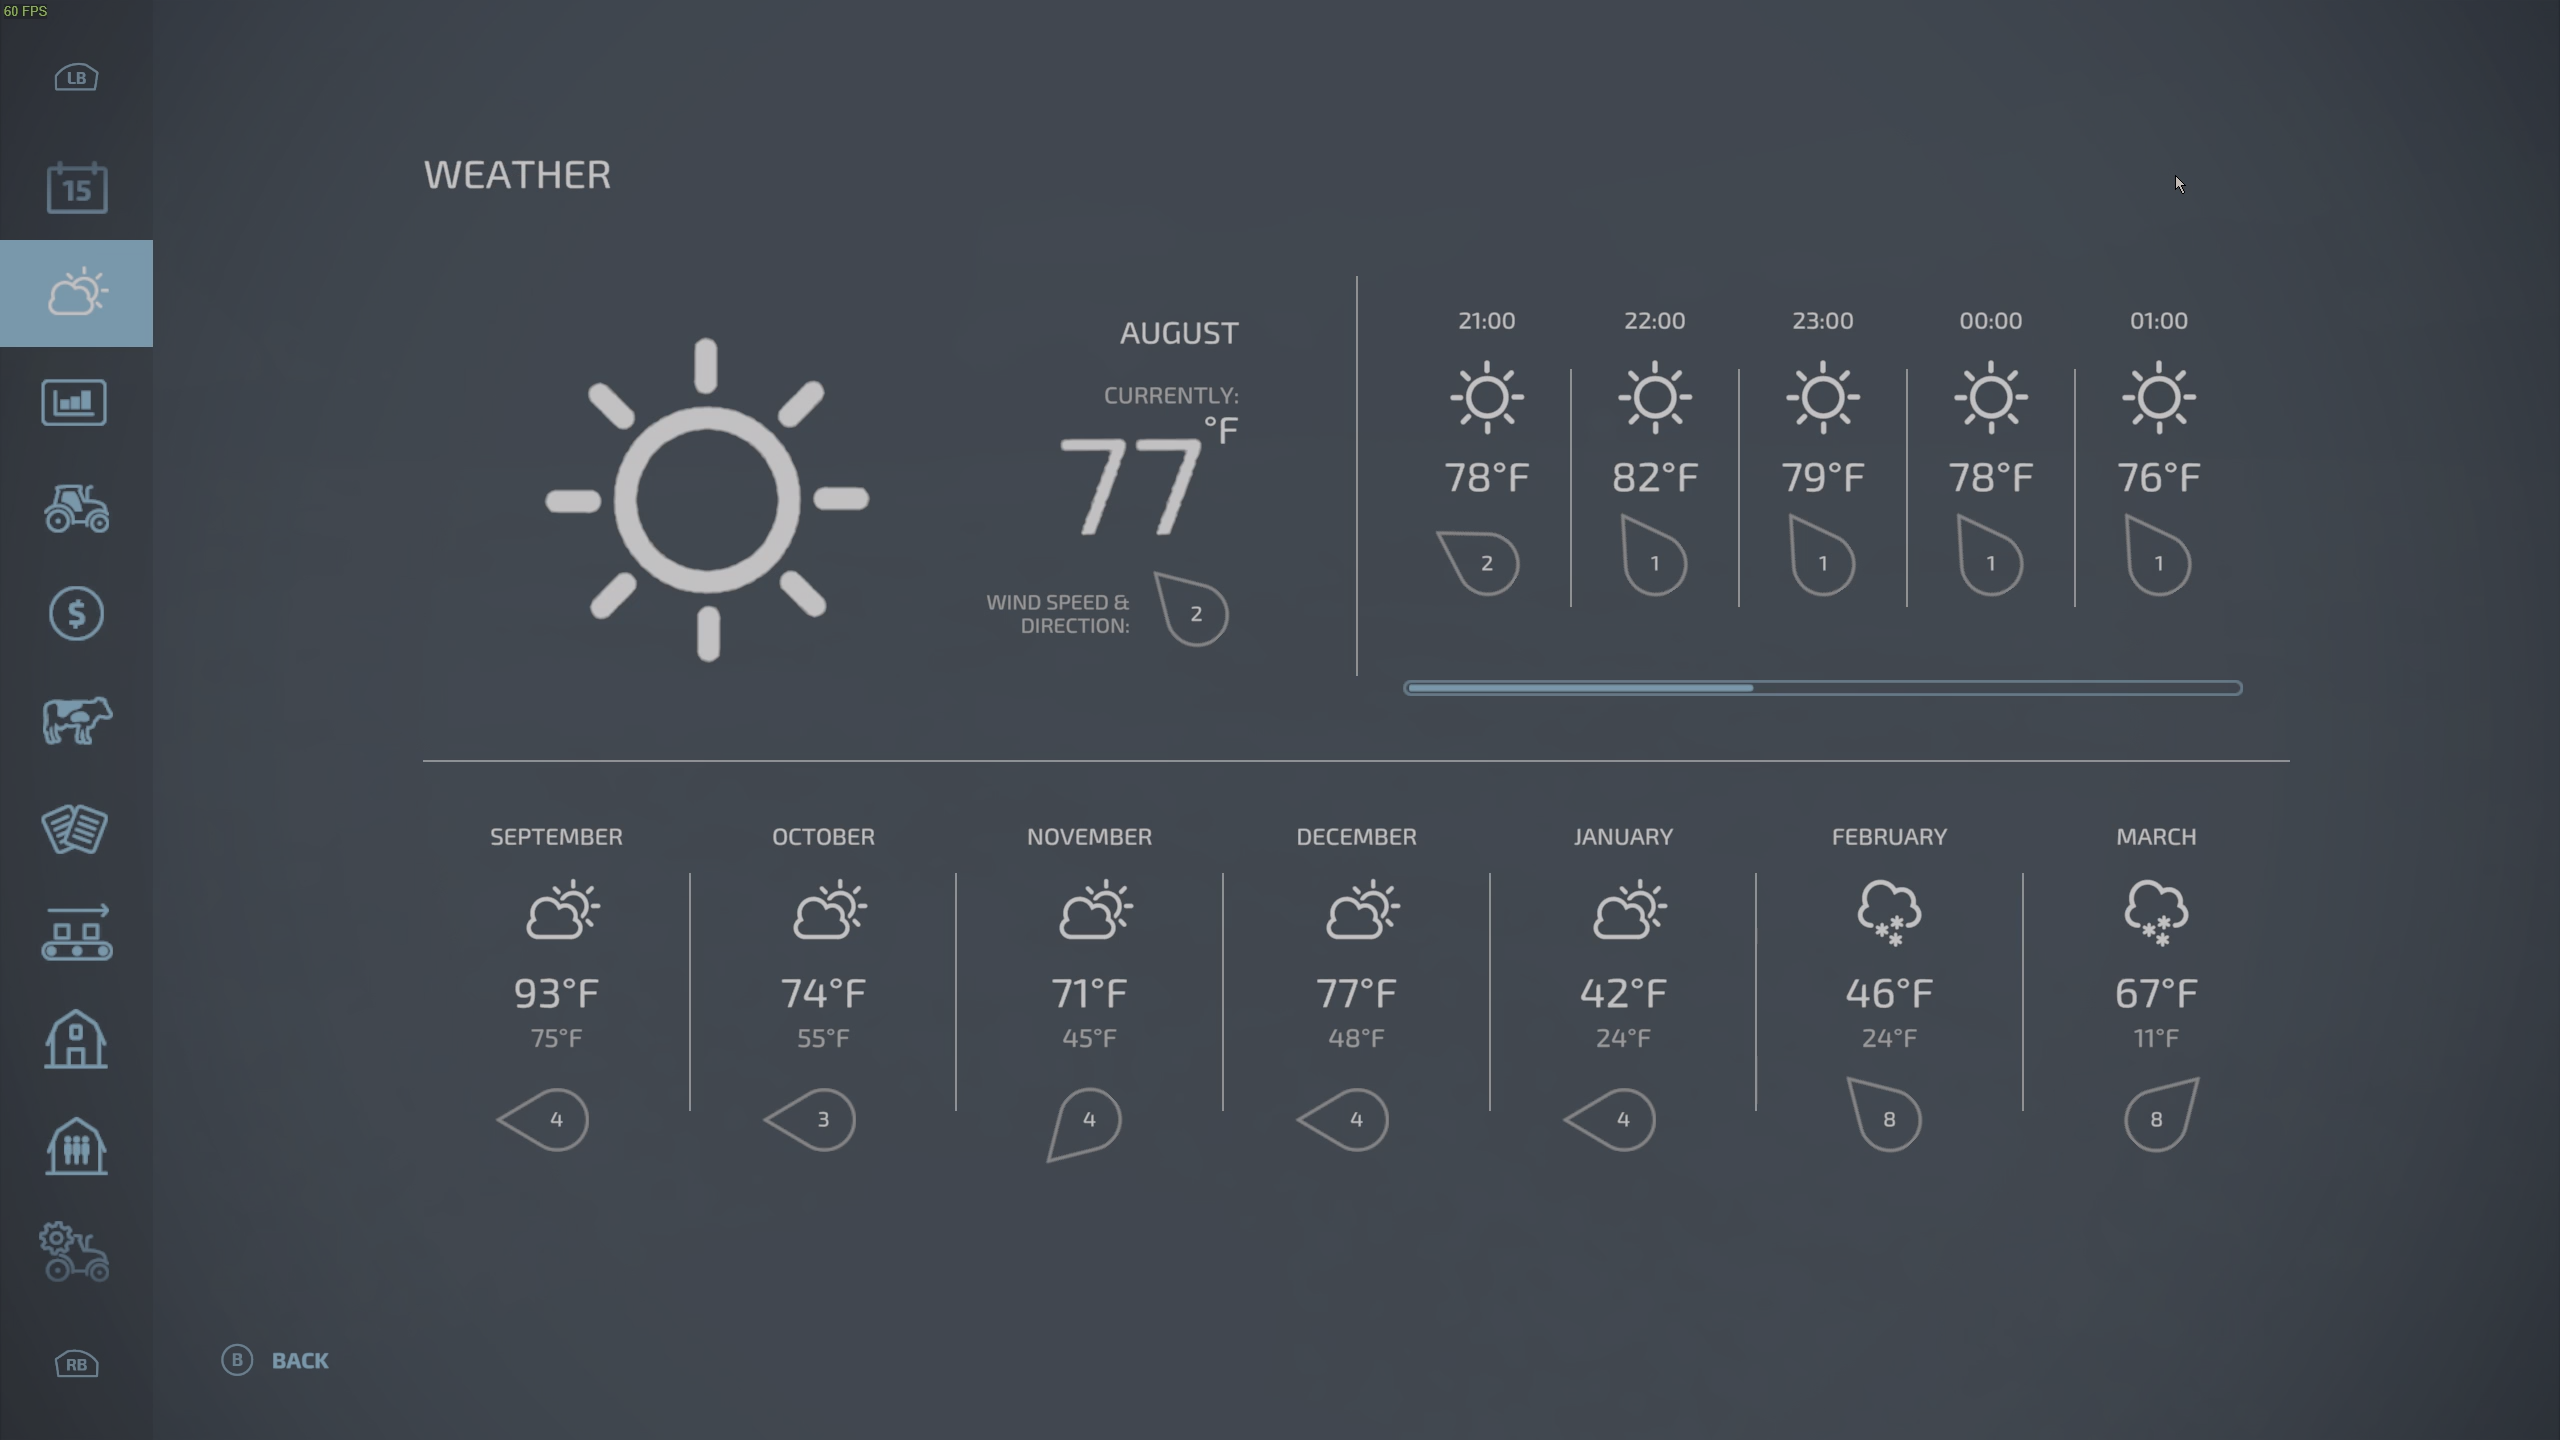 60 FPS
LB
15
$
RB
WEATHER
AUGUST
CURRENTLY:
77 °F
WIND SPEED &
DIRECTION:
2
21:00 22:00 23:00 00:00 01:00
78°F 82°F 79°F 78°F 76°F
2 1 1 1 1
SEPTEMBER OCTOBER NOVEMBER DECEMBER JANUARY FEBRUARY MARCH
93°F 74°F 71°F 77°F 42°F 46°F 67°F
75°F 55°F 45°F 48°F 24°F 24°F 11°F
4 3 4 4 4 8 8
B BACK